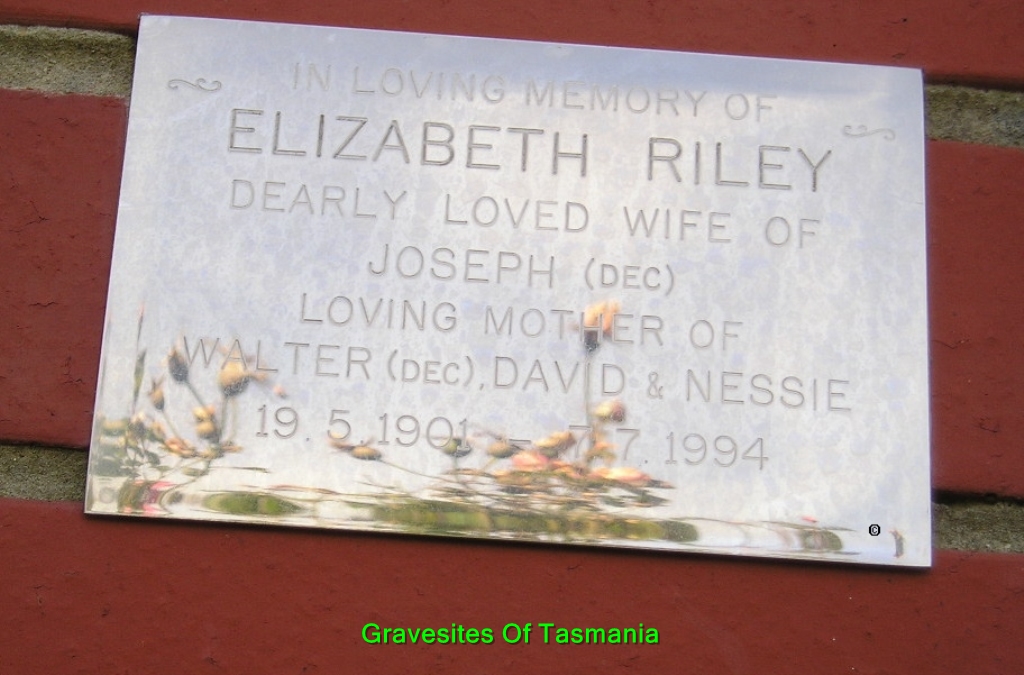 IN LOVING MEMORY OF
ELIZABETH RILEY
DEARLY LOVED WIFE OF
JOSEPH (DEC)
LOVING MOTHER OF
WALTER (DEC), DAVID & NESSIE
19.5.1901 – 7.7.1994
©
Gravesites Of Tasmania